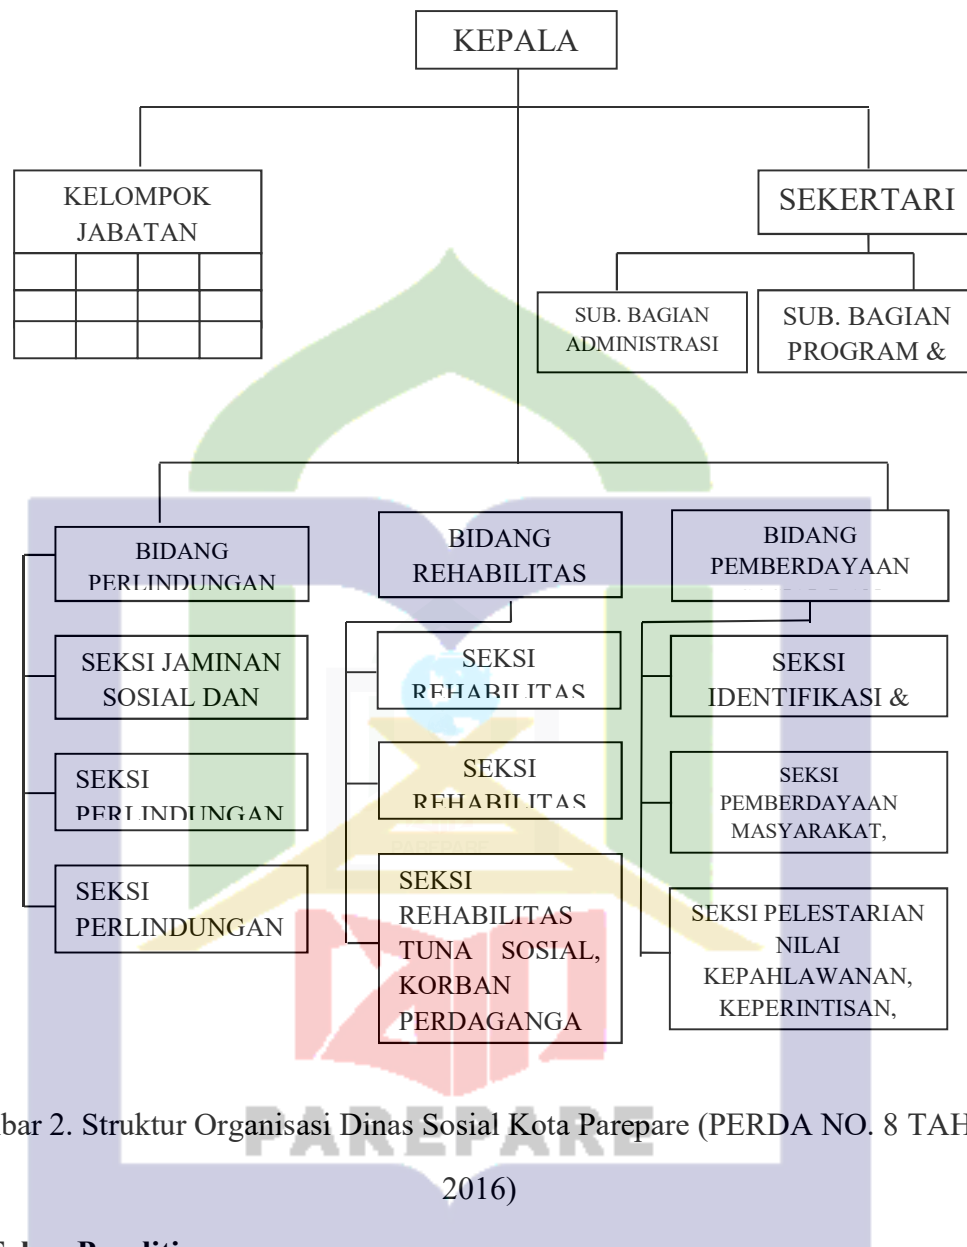 KEPALA
KELOMPOK
JABATAN
SEKERTARI
SUB. BAGIAN
ADMINISTRASI
SUB. BAGIAN
PROGRAM &
BIDANG
PERLINDUNGAN
SEKSI JAMINAN
SOSIAL DAN
SEKSI
PERLINDUNGAN
SEKSI
PERLINDUNGAN
BIDANG
REHABILITAS
SEKSI
REHABILITAS
SEKSI
REHABILITAS
SEKSI
REHABILITAS
TUNA SOSIAL,
KORBAN
PERDAGANGA
BIDANG
PEMBERDAYAAN
SEKSI
IDENTIFIKASI &
SEKSI
PEMBERDAYAAN
MASYARAKAT,
SEKSI PELESTARIAN
NILAI
KEPAHLAWANAN,
KEPERINTISAN,
PAREPARE
bar 2. Struktur Organisasi Dinas Sosial Kota Parepare (PERDA NO. 8 TAH
2016)
PAREPARE